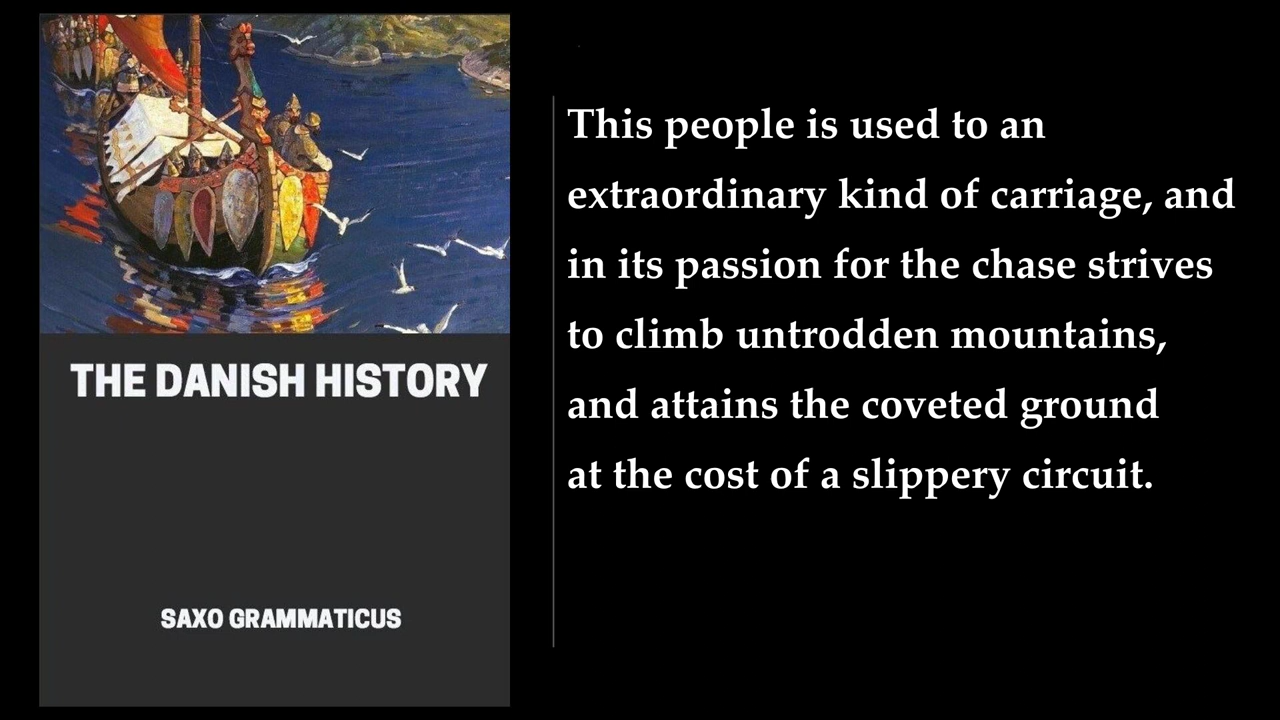 THE DANISH HISTORY
SAXO GRAMMATICUS
This people is used to an
extraordinary kind of carriage, and
in its passion for the chase strives
to climb untrodden mountains,
and attains the coveted ground
at the cost of a slippery circuit.